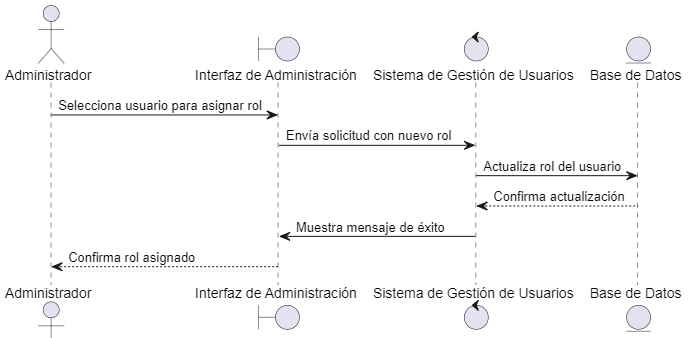 Administrador
Interfaz de Administración
Sistema de Gestión de Usuarios
Base de Datos
Selecciona usuario para asignar rol
Envía solicitud con nuevo rol
Actualiza rol del usuario
Confirma actualización
Muestra mensaje de éxito
Confirma rol asignado
Administrador
Interfaz de Administración
Sistema de Gestión de Usuarios
Base de Datos